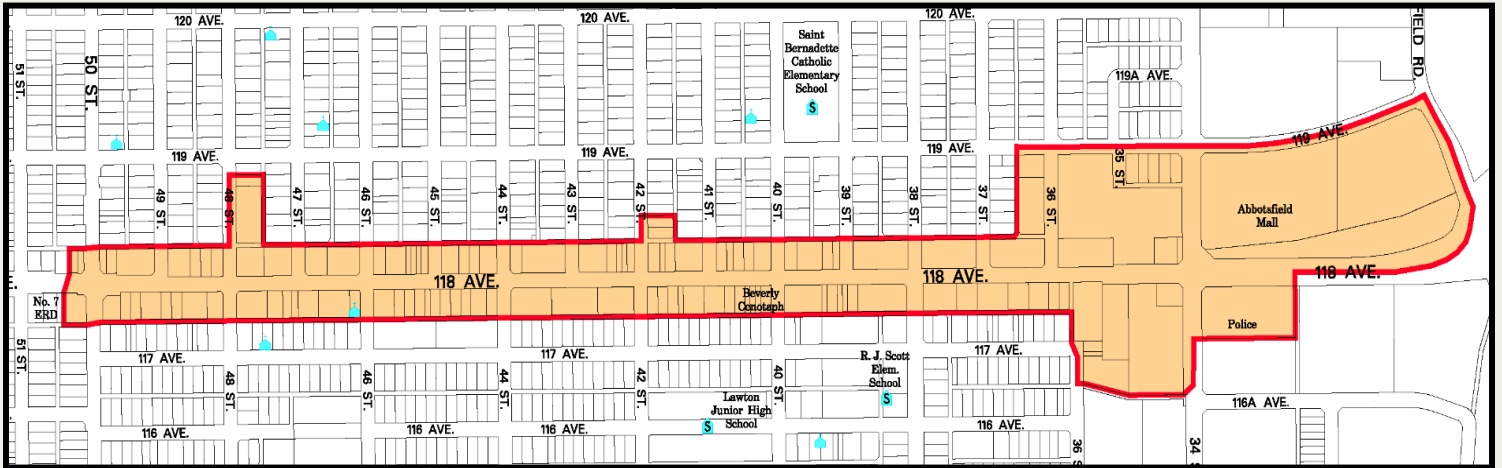 120 AVE.
120 AVE.
120 AVE.
FIELD RD.
51 ST.
50 ST.
Saint
Bernadette
Catholic
Elementary
School
S
119A AVE.
119 AVE.
119 AVE.
119 AVE.
119 AVE.
35 ST.
49 ST.
48 ST.
47 ST.
46 ST.
45 ST.
44 ST.
43 ST.
42 ST.
41 ST.
40 ST.
39 ST.
38 ST.
37 ST.
36 ST.
Abbotsfield
Mall
118 AVE.
118 AVE.
118 AVE.
No. 7
ERD
Beverly
Conotaph
Police
51 ST.
117 AVE.
117 AVE.
117 AVE.
R. J. Scott
Elem.
School
S
48 ST.
46 ST.
44 ST.
42 ST.
40 ST.
Lawton
Junior High
School
S
116A AVE.
116 AVE.
116 AVE.
116 AVE.
116 AVE.
36 S
34 S